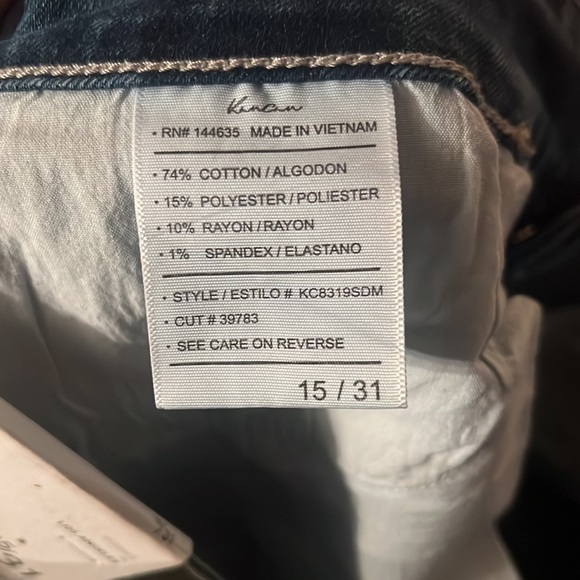 Kancan
• RN# 144635 MADE IN VIETNAM
• 74% COTTON / ALGODON
• 15% POLYESTER / POLIESTER
• 10% RAYON / RAYON
• 1% SPANDEX / ELASTANO
• STYLE / ESTILO # KC8319SDM
• CUT # 39783
• SEE CARE ON REVERSE
15 / 31